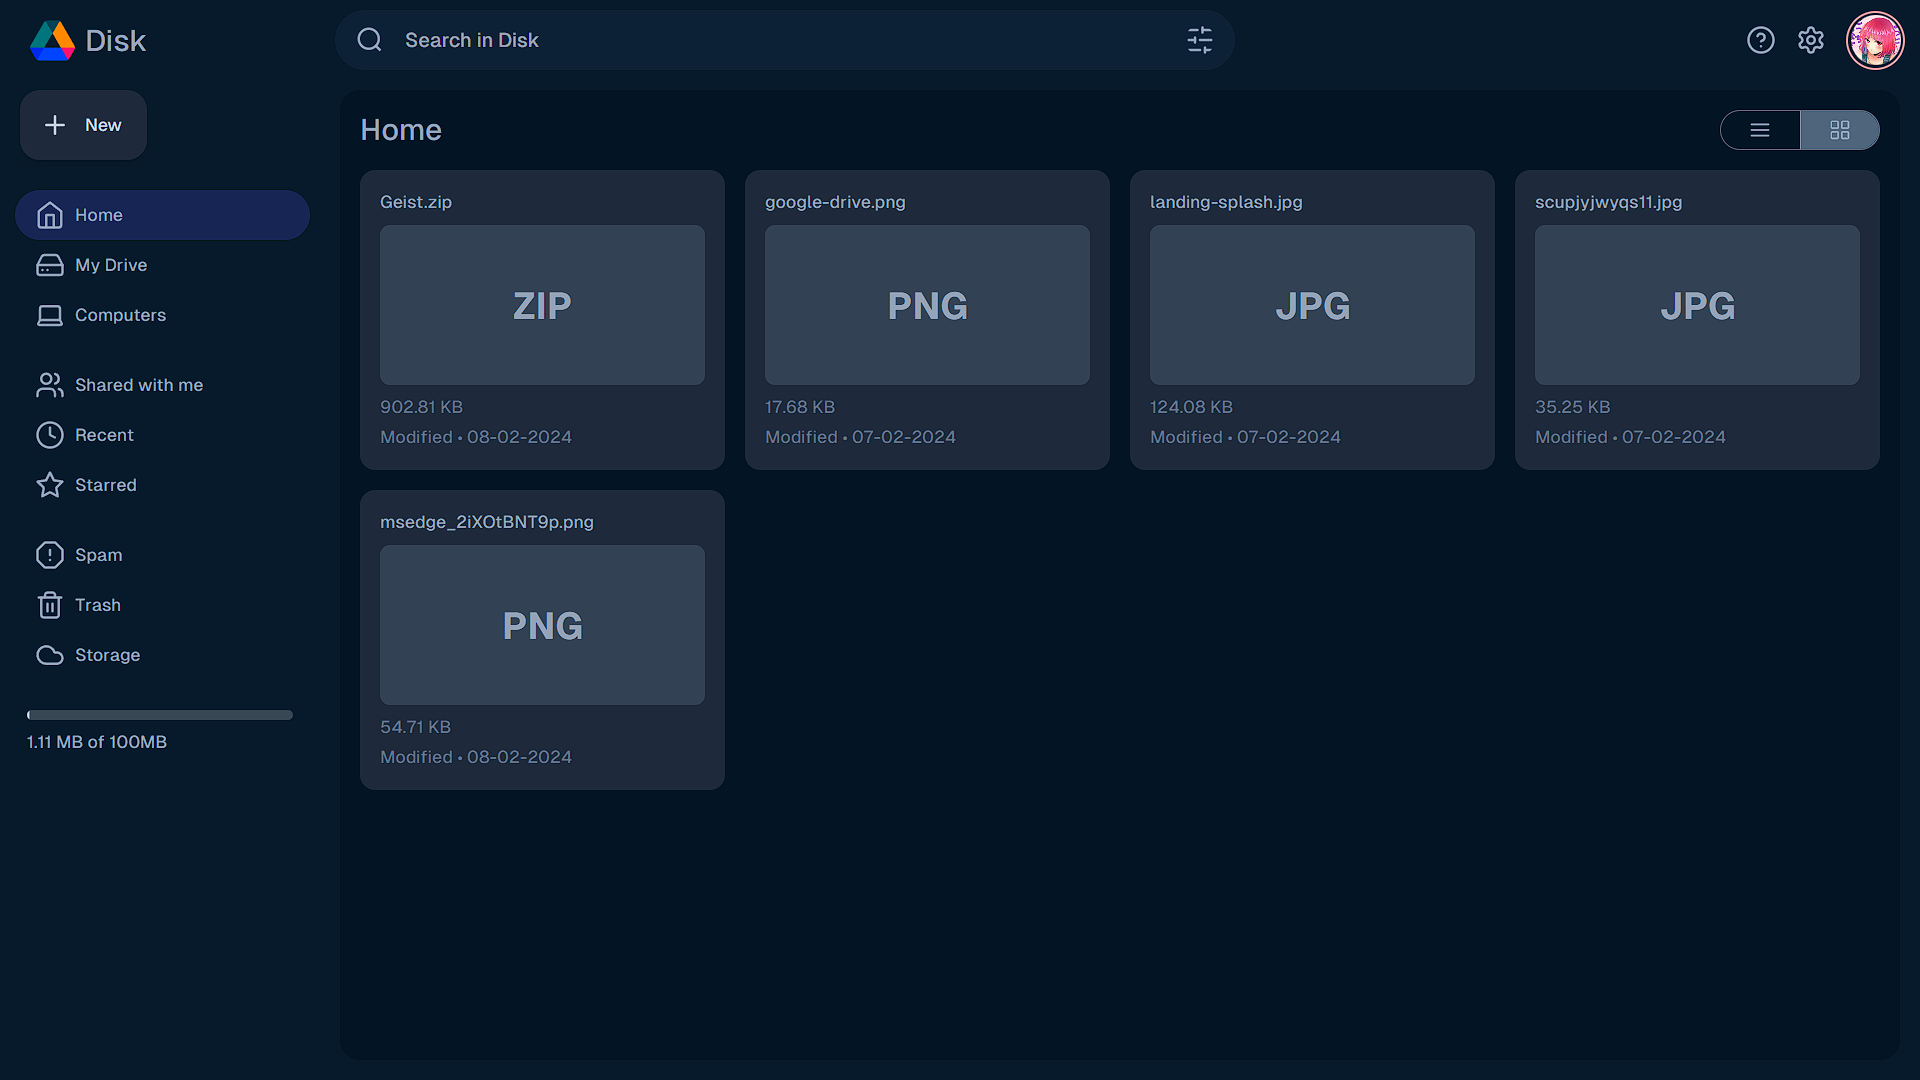 Disk
Search in Disk
New
Home
My Drive
Computers
Shared with me
Recent
Starred
Spam
Trash
Storage
1.11 MB of 100MB
Home
Geist.zip
ZIP
902.81 KB
Modified • 08-02-2024
google-drive.png
PNG
17.68 KB
Modified • 07-02-2024
landing-splash.jpg
JPG
124.08 KB
Modified • 07-02-2024
scupjyjwyqs11.jpg
JPG
35.25 KB
Modified • 07-02-2024
msedge_2iXOtBNT9p.png
PNG
54.71 KB
Modified • 08-02-2024